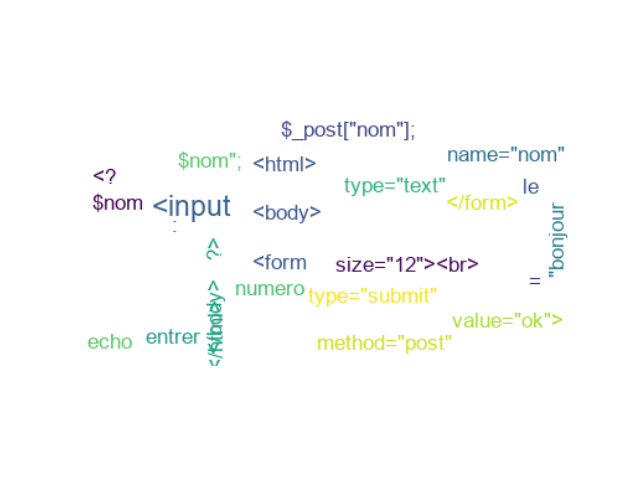 $_post["nom"];
$nom"; <html> name="nom"
<? type="text" le
$nom <input <body> </form>
:
"bonjour
?>
<form size="12"><br> =
numero type="submit"
</body>
</html>
value="ok">
echo entrer method="post"